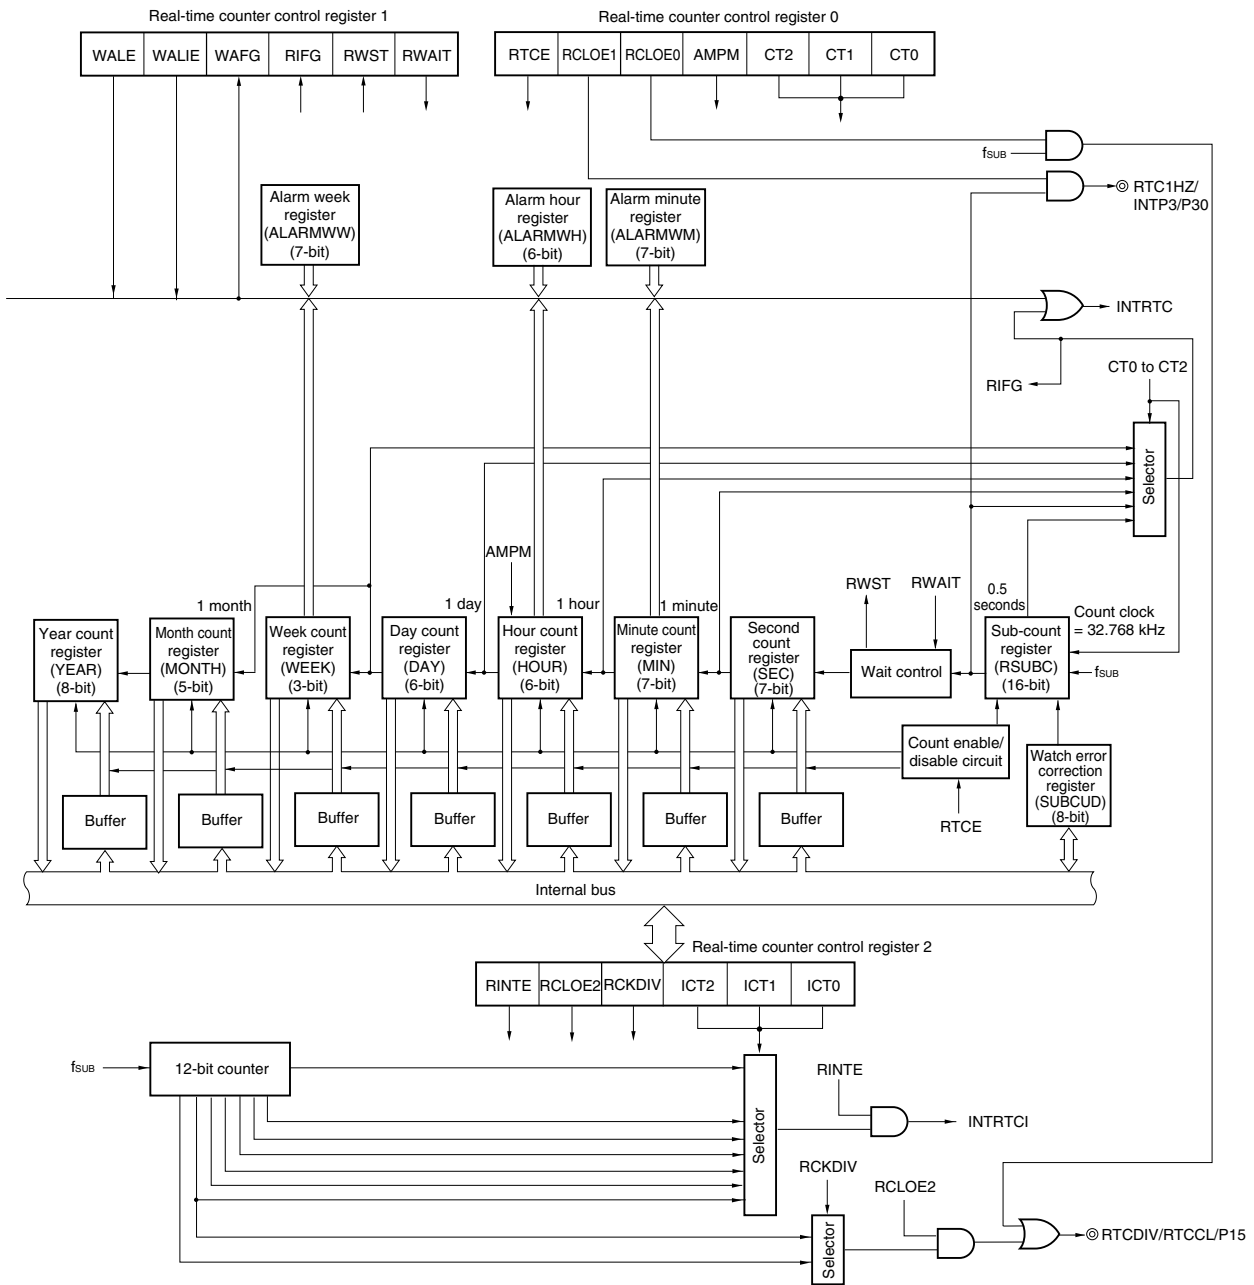 Real-time counter control register 1
Real-time counter control register 0
WALE WALIE WAFG RIFG RWST RWAIT
RTCE RCLOE1 RCLOE0 AMPM CT2 CT1 CT0
fSUB
RTC1HZ/
INTP3/P30
Alarm week
register
(ALARMWW)
(7-bit)
Alarm hour
register
(ALARMWH)
(6-bit)
Alarm minute
register
(ALARMWM)
(7-bit)
INTRTC
RIFG
CT0 to CT2
Selector
AMPM
RWST
RWAIT
0.5
seconds
Count clock
= 32.768 kHz
1 month
1 day
1 hour
1 minute
Year count
register
(YEAR)
(8-bit)
Month count
register
(MONTH)
(5-bit)
Week count
register
(WEEK)
(3-bit)
Day count
register
(DAY)
(6-bit)
Hour count
register
(HOUR)
(6-bit)
Minute count
register
(MIN)
(7-bit)
Second
count
register
(SEC)
(7-bit)
Wait control
Sub-count
register
(RSUBC)
(16-bit)
fSUB
Count enable/
disable circuit
RTCE
Watch error
correction
register
(SUBCUD)
(8-bit)
Buffer Buffer Buffer Buffer Buffer Buffer Buffer
Internal bus
Real-time counter control register 2
RINTE RCLOE2 RCKDIV ICT2 ICT1 ICT0
fSUB
12-bit counter
Selector
RINTE
INTRTCI
RCKDIV
Selector
RCLOE2
RTCDIV/RTCCL/P15